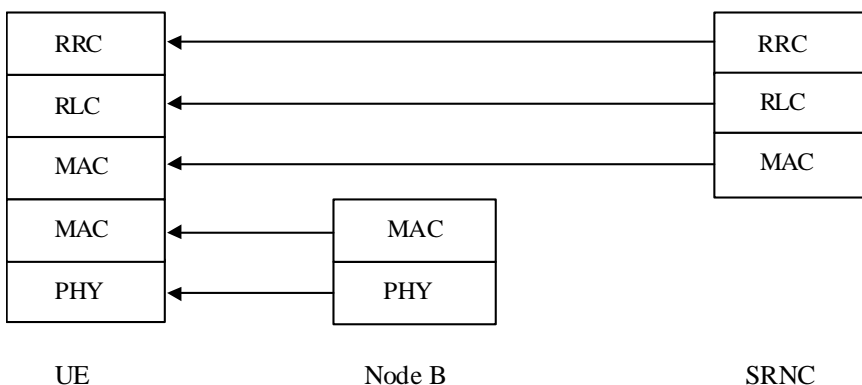 RRC RRC
RLC RLC
MAC MAC
MAC MAC
PHY PHY
UE Node B SRNC